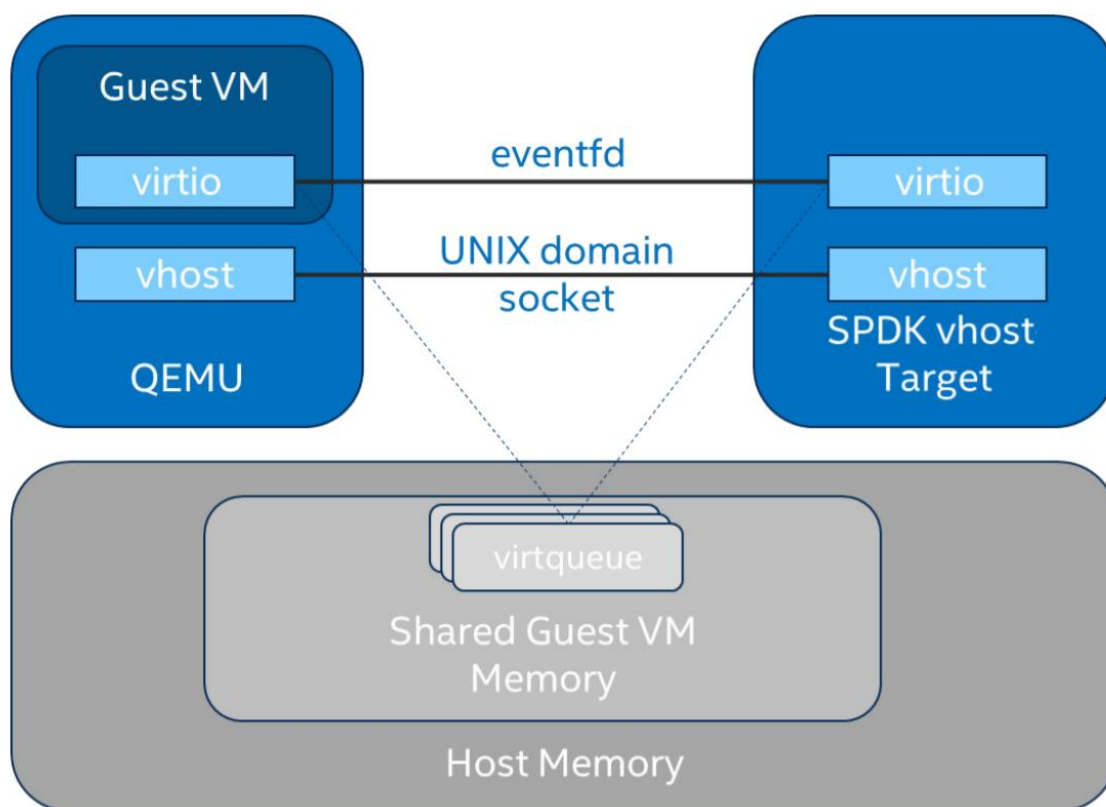 Guest VM
virtio
vhost
QEMU
eventfd
UNIX domain
socket
virtio
vhost
SPDK vhost
Target
virtqueue
Shared Guest VM
Memory
Host Memory